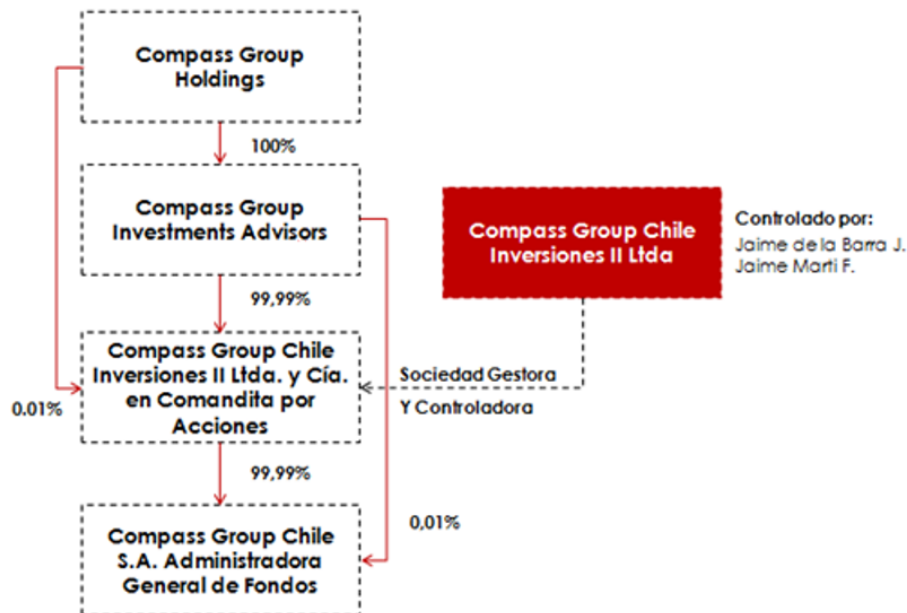 Compass Group
Holdings
100%
Compass Group
Investments Advisors
99,99%
Compass Group Chile
Inversiones II Ltda
Controlado por:
Jaime de la Barra J.
Jaime Marti F.
Compass Group Chile
Inversiones II Ltda. y Cía.
en Comandita por
Acciones
0.01%
Sociedad Gestora
Y Controladora
99,99%
0,01%
Compass Group Chile
S.A. Administradora
General de Fondos